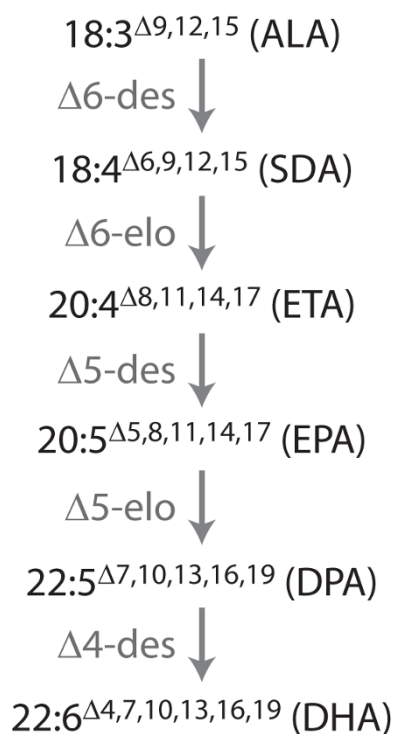 18:3Δ9,12,15 (ALA)
Δ6-des
18:4Δ6,9,12,15 (SDA)
Δ6-elo
20:4Δ8,11,14,17 (ETA)
Δ5-des
20:5Δ5,8,11,14,17 (EPA)
Δ5-elo
22:5Δ7,10,13,16,19 (DPA)
Δ4-des
22:6Δ4,7,10,13,16,19 (DHA)